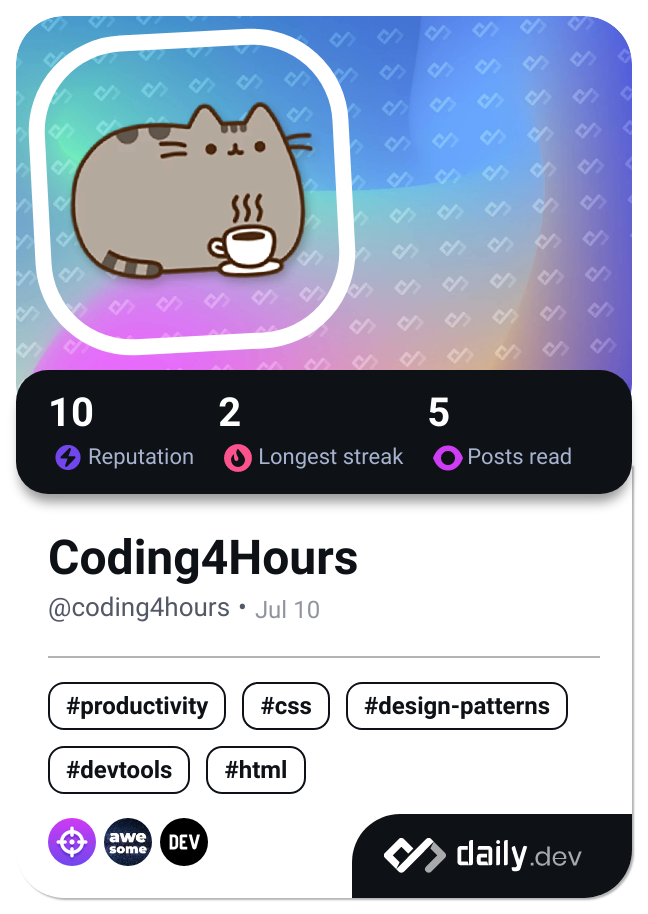 10 2 5
Reputation Longest streak Posts read
Coding4Hours
@coding4hours • Jul 10
#productivity #css #design-patterns
#devtools #html
awe
some
DEV
daily.dev